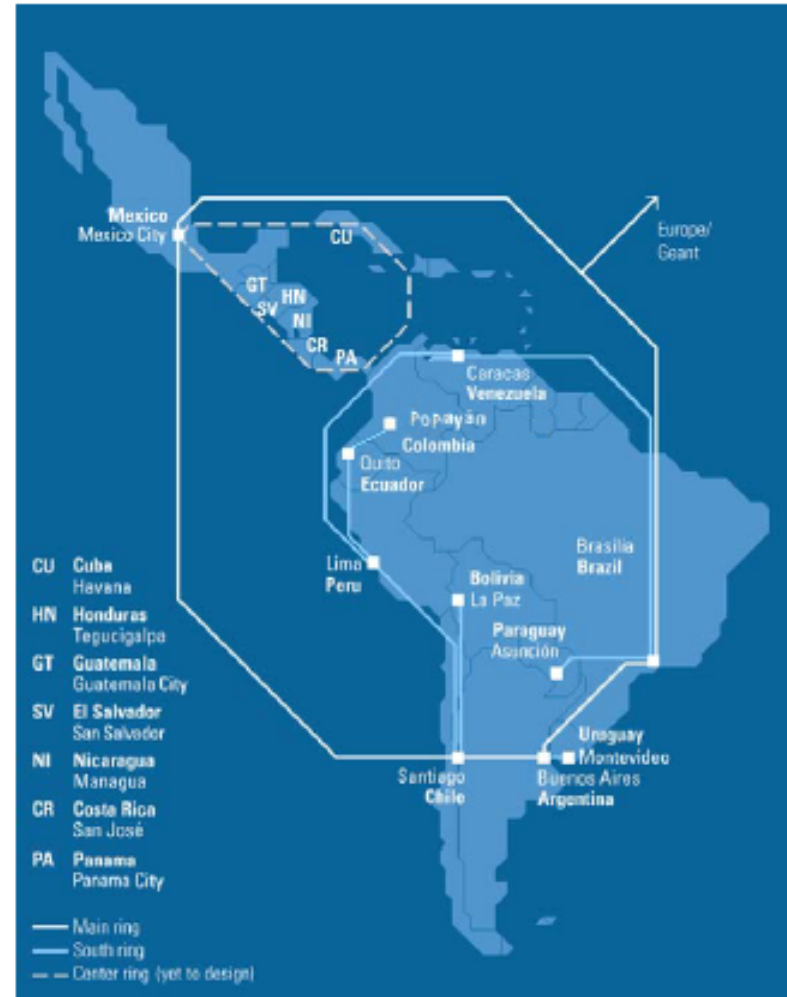 Mexico
Mexico City
Europe/
Geant
CU
GT
HN
SV
NI
CR
PA
Caracas
Venezuela
Popayán
Colombia
Quito
Ecuador
Lima
Peru
Brasilia
Brazil
Bolivia
La Paz
Paraguay
Asunción
Uruguay
Montevideo
Santiago
Chile
Buenos Aires
Argentina
CU Cuba
Havana
HN Honduras
Tegucigalpa
GT Guatemala
Guatemala City
SV El Salvador
San Salvador
NI Nicaragua
Managua
CR Costa Rica
San José
PA Panama
Panama City
Main ring
South ring
Center ring (yet to design)